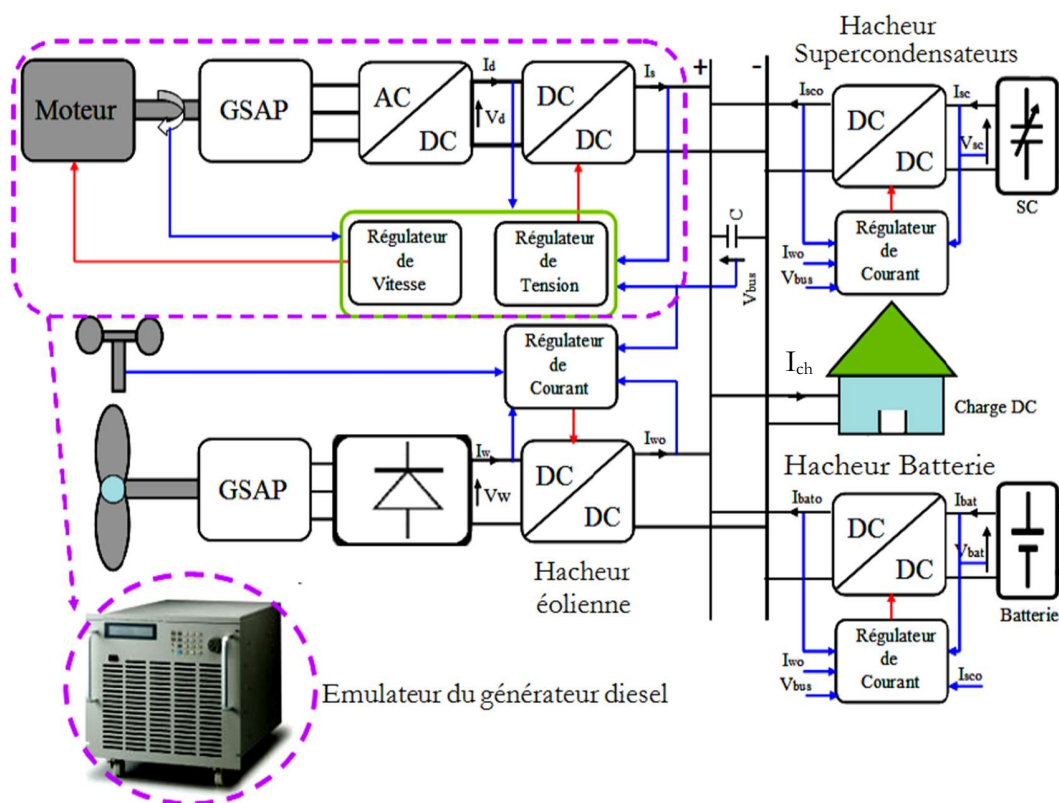 Hacheur
Supercondensateurs
Moteur
GSAP
AC
DC
Id
Vd
DC
DC
Is
+
-
Isco
DC
DC
Isc
Vsc
SC
Régulateur
de
Vitesse
Régulateur
de
Tension
C
Vbus
Iwo
Vbus
Régulateur
de
Courant
Régulateur
de
Courant
Ich
Charge DC
GSAP
Iw
Vw
DC
DC
Iwo
Hacheur
éolienne
Hacheur Batterie
Ibato
DC
DC
Ibat
Vbat
Batterie
Iwo
Vbus
Régulateur
de
Courant
Isco
Emulateur du générateur diesel